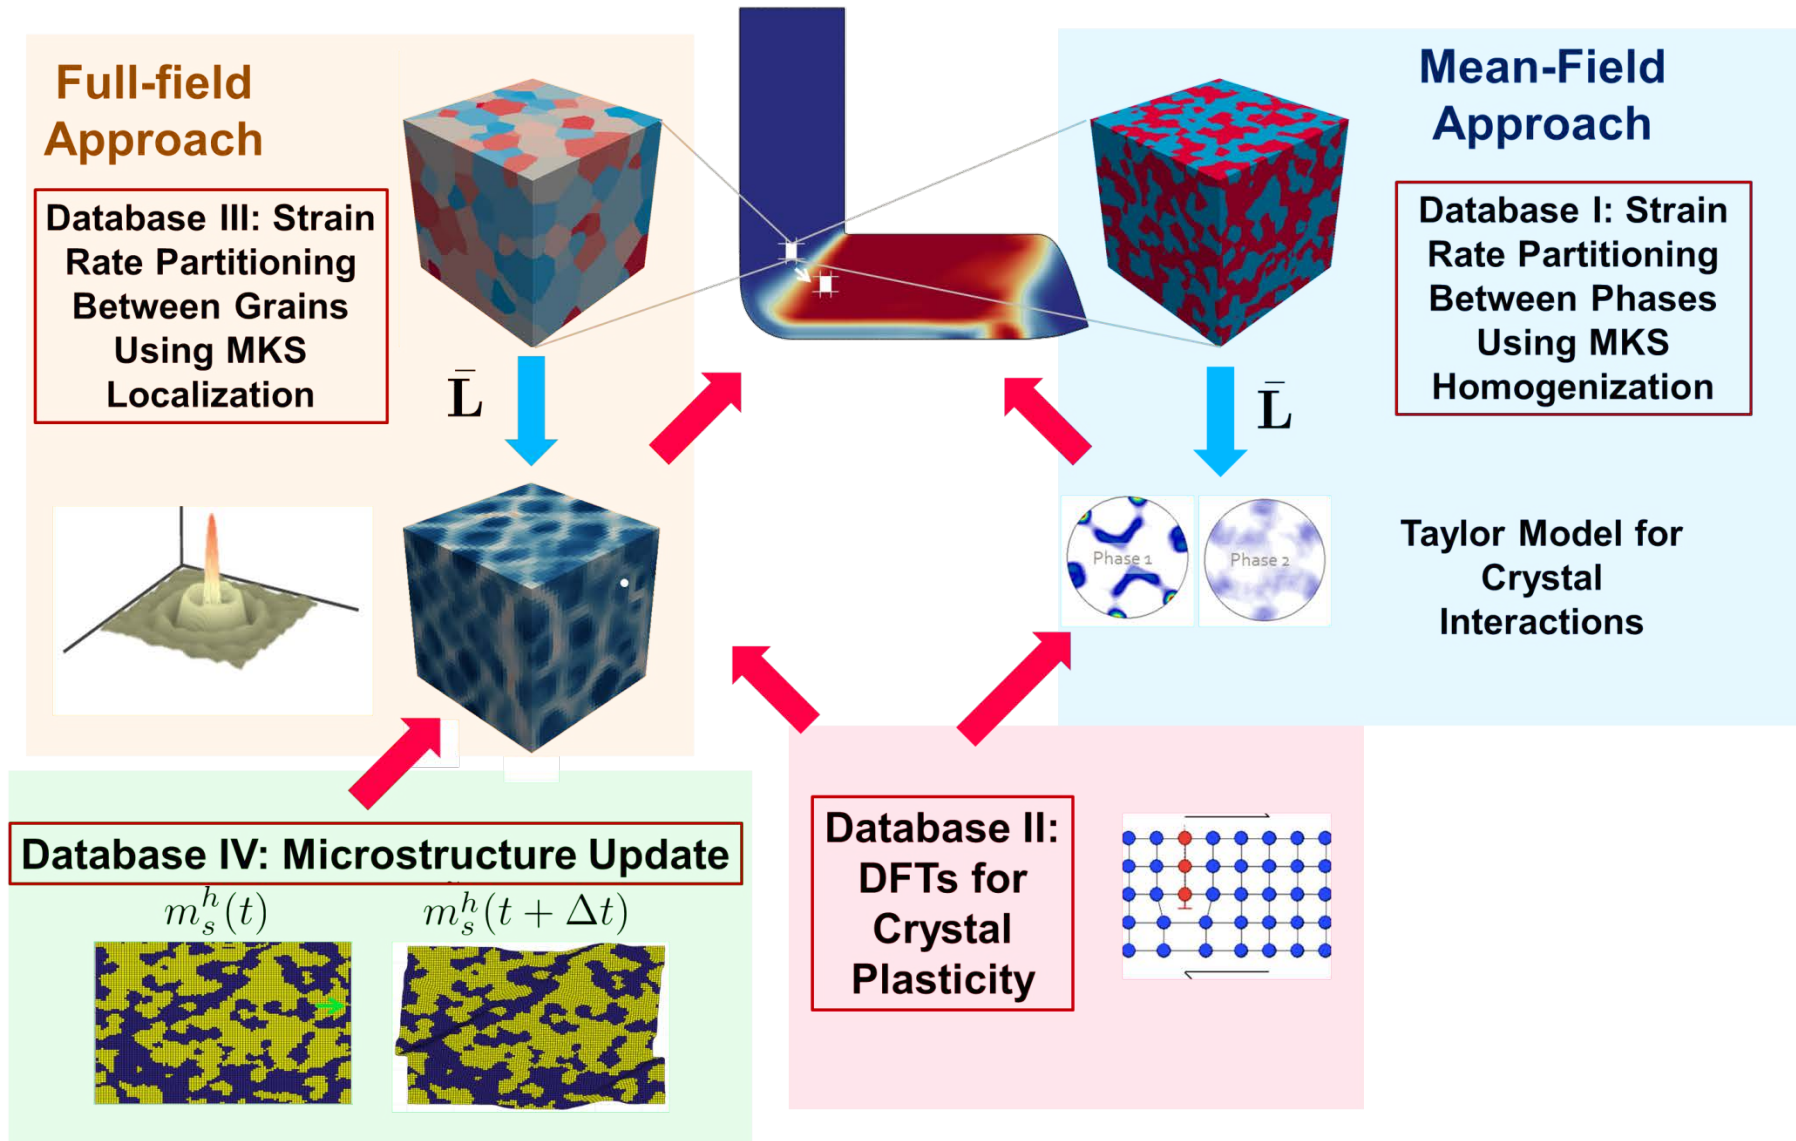 Full-field
Approach
Database III: Strain
Rate Partitioning
Between Grains
Using MKS
Localization
L̄
Mean-Field
Approach
Database I: Strain
Rate Partitioning
Between Phases
Using MKS
Homogenization
L̄
Phase 1
Phase 2
Taylor Model for
Crystal
Interactions
Database IV: Microstructure Update
m_s^h(t)
m_s^h(t + Δt)
Database II:
DFTs for
Crystal
Plasticity